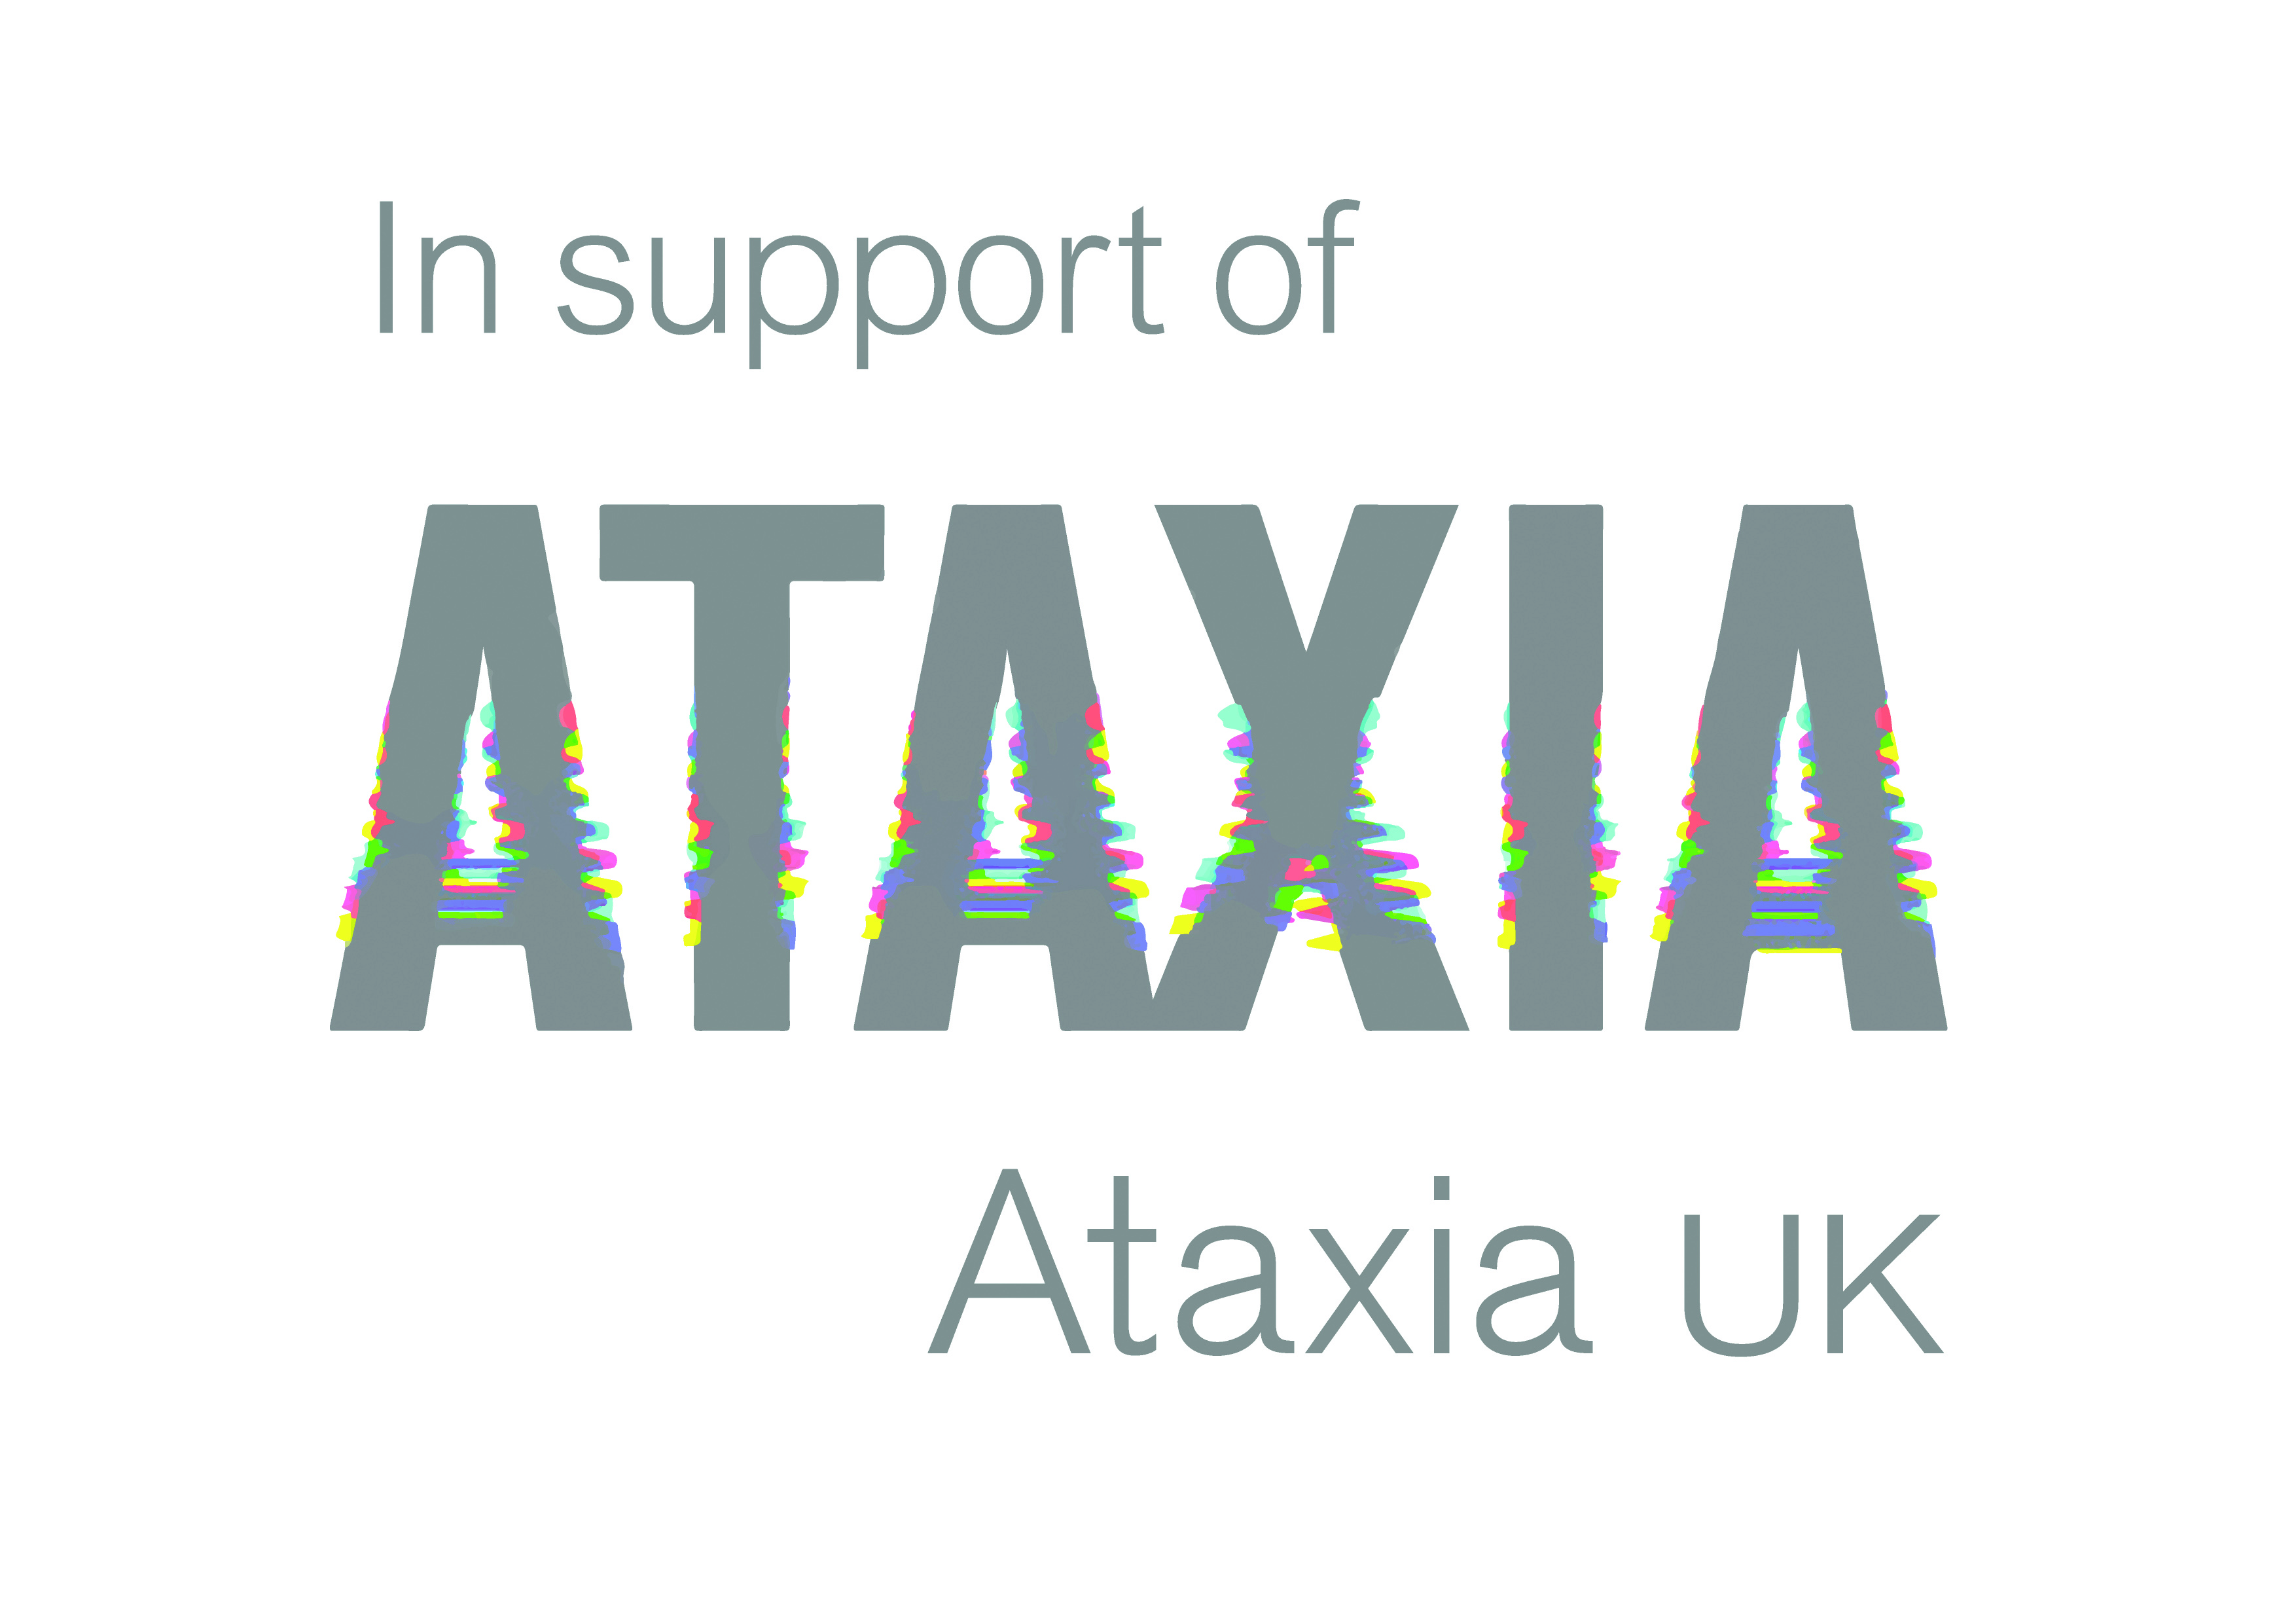 In support of
ATAXIA
Ataxia UK